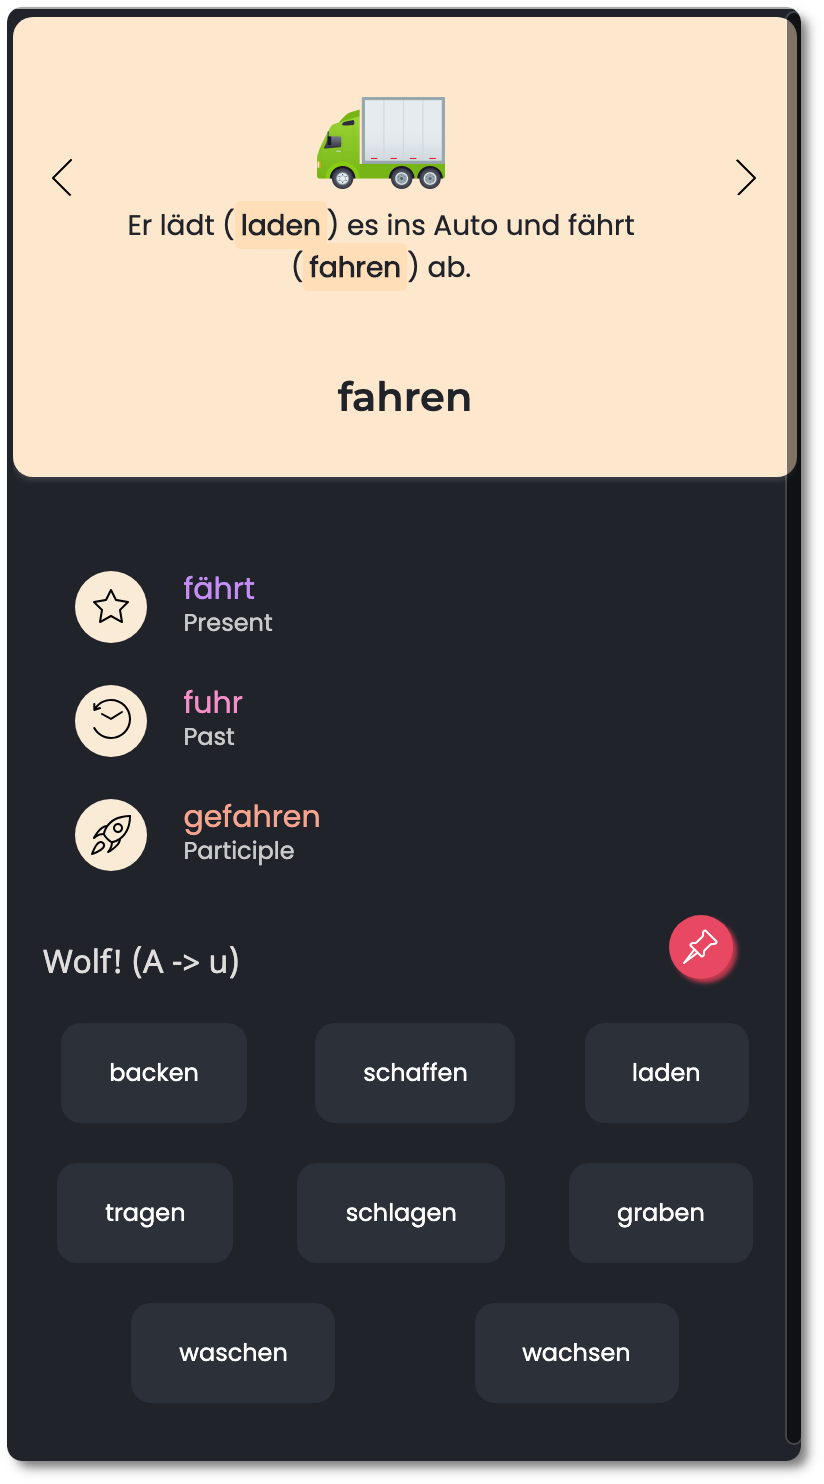 Er lädt ( laden ) es ins Auto und fährt
( fahren ) ab.
fahren
fährt
Present
fuhr
Past
gefahren
Participle
Wolf! (A -> u)
backen schaffen laden
tragen schlagen graben
waschen wachsen